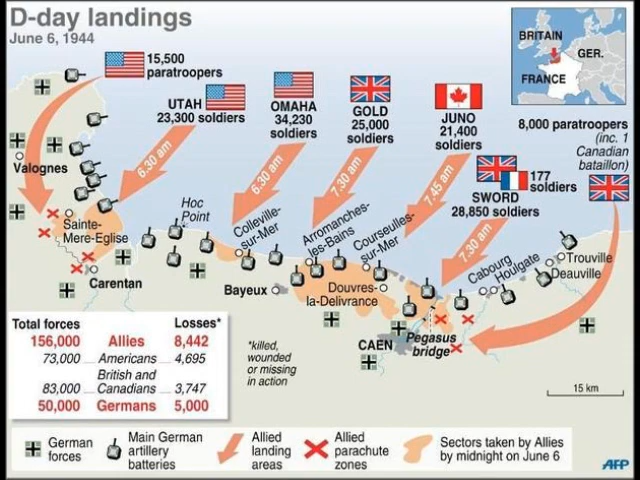 D-day landings
June 6, 1944
BRITAIN
GER.
FRANCE
15,500
paratroopers
UTAH
23,300 soldiers
OMAHA
34,230
soldiers
GOLD
25,000
soldiers
JUNO
21,400
soldiers
8,000 paratroopers
(inc. 1
Canadian
bataillon)
177
soldiers
SWORD
28,850 soldiers
6.30 am
6.30 am
7.30 am
7.45 am
7.30 am
Valognes
Sainte-
Mere-Eglise
Carentan
Hoc
Point
Colleville-
sur-Mer
Arromanches-
les-Bains
Courseulles-
sur-Mer
Bayeux
Douvres-
la-Delivrance
CAEN
Pegasus
bridge
Cabourg
Houlgate
Trouville
Deauville
Total forces Losses*
156,000 Allies 8,442
73,000 Americans 4,695
British and
83,000 Canadians 3,747
50,000 Germans 5,000
*killed,
wounded
or missing
in action
15 km
German
forces
Main German
artillery
batteries
Allied
landing
areas
Allied
parachute
zones
Sectors taken by Allies
by midnight on June 6
AFP